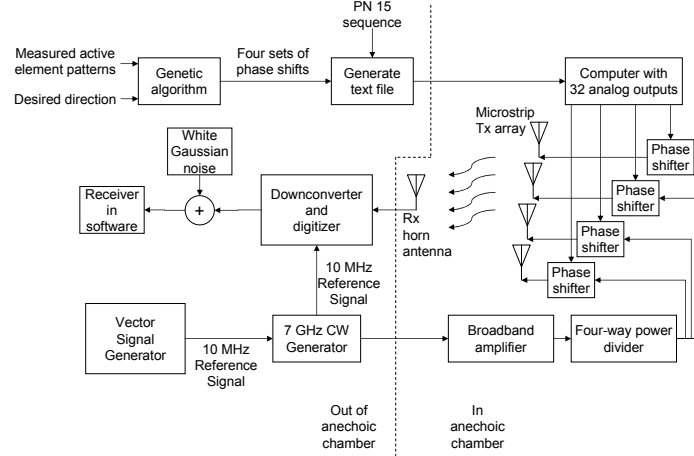 PN 15
sequence
Measured active
element patterns
Desired direction
Genetic
algorithm
Four sets of
phase shifts
Generate
text file
Computer with
32 analog outputs
Microstrip
Tx array
Phase
shifter
Phase
shifter
Phase
shifter
Phase
shifter
White
Gaussian
noise
Receiver
in
software
+
Downconverter
and
digitizer
Rx
horn
antenna
10 MHz
Reference
Signal
Vector
Signal
Generator
10 MHz
Reference
Signal
7 GHz CW
Generator
Broadband
amplifier
Four-way power
divider
Out of
anechoic
chamber
In
anechoic
chamber